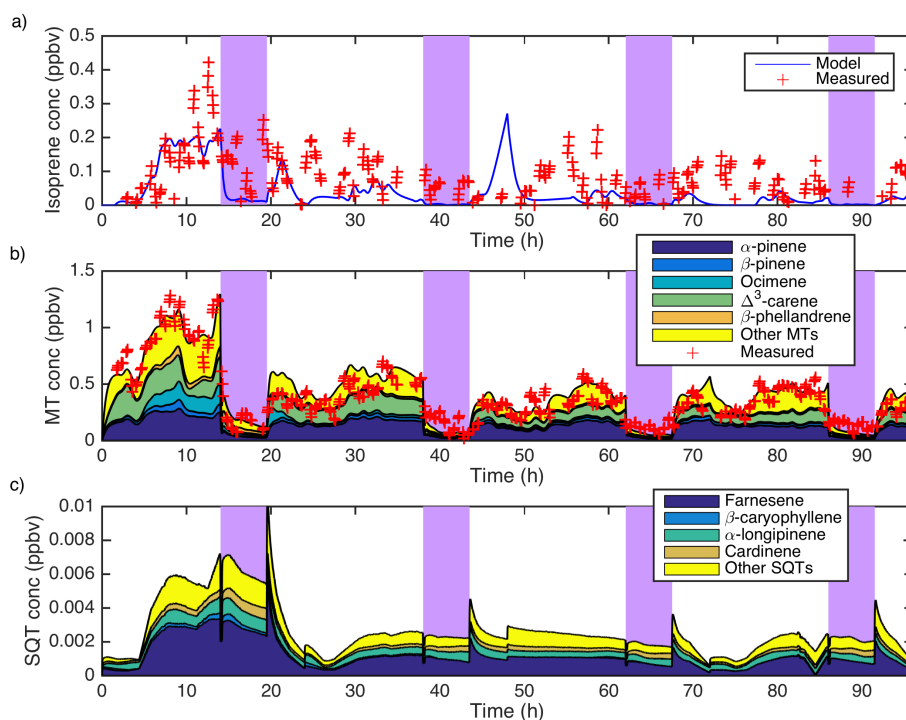 a)
Isoprene conc (ppbv)
0.5
0.4
0.3
0.2
0.1
0
Model
Measured
0 10 20 30 40 50 60 70 80 90
Time (h)
b)
MT conc (ppbv)
1.5
1
0.5
0
α-pinene
β-pinene
Ocimene
Δ³-carene
β-phellandrene
Other MTs
Measured
0 10 20 30 40 50 60 70 80 90
Time (h)
c)
SQT conc (ppbv)
0.01
0.008
0.006
0.004
0.002
0
Farnesene
β-caryophyllene
α-longipinene
Cardinene
Other SQTs
0 10 20 30 40 50 60 70 80 90
Time (h)